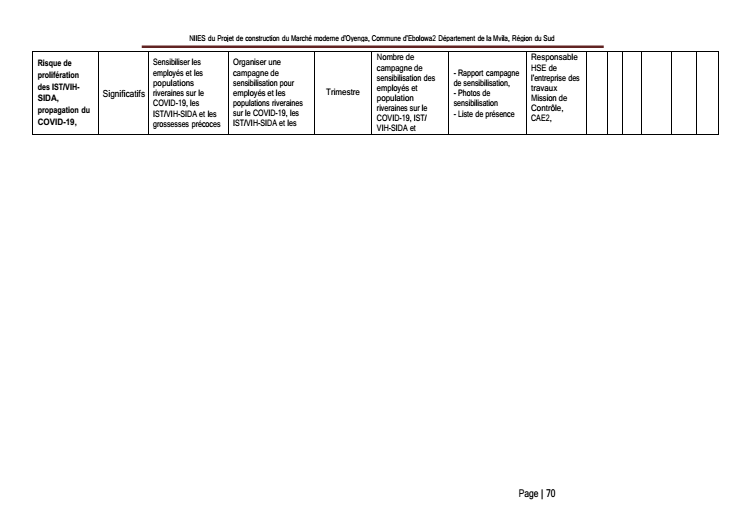 NIIES du Projet de construction du Marché moderne d'Oyenga, Commune d'Ebolowa2 Département de la Mvila, Région du Sud
Risque de
prolifération
des IST/VIH-
SIDA,
propagation du
COVID-19,
Significatifs
Sensibiliser les
employés et les
populations
riveraines sur le
COVID-19, les
IST/VIH-SIDA et les
grossesses précoces
Organiser une
campagne de
sensibilisation pour
employés et les
populations riveraines
sur le COVID-19, les
IST/VIH-SIDA et les
Trimestre
Nombre de
campagne de
sensibilisation des
employés et
population
riveraines sur le
COVID-19, IST/
VIH-SIDA et
- Rapport campagne
de sensibilisation,
- Photos de
sensibilisation
- Liste de présence
Responsable
HSE de
l'entreprise des
travaux
Mission de
Contrôle,
CAE2,
Page | 70